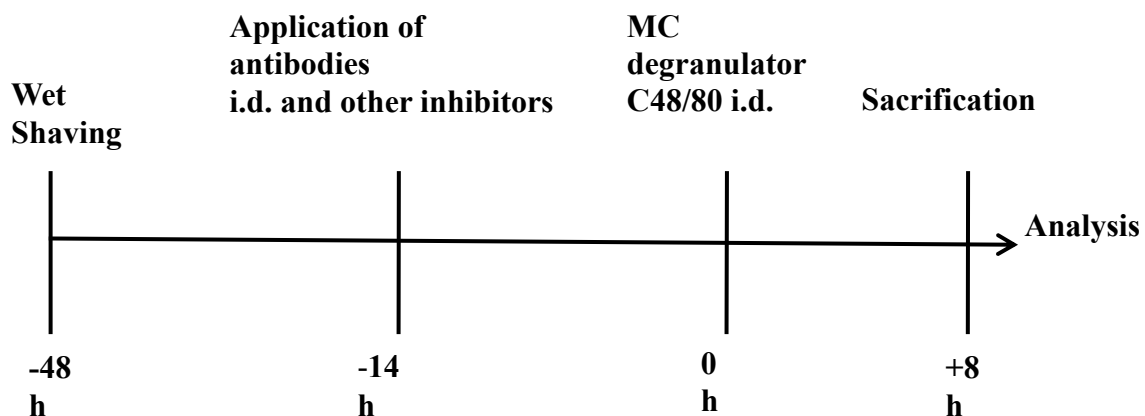 Wet
Shaving
Application of
antibodies
i.d. and other inhibitors
MC
degranulator
C48/80 i.d.
Sacrification
Analysis
-48
h
-14
h
0
h
+8
h